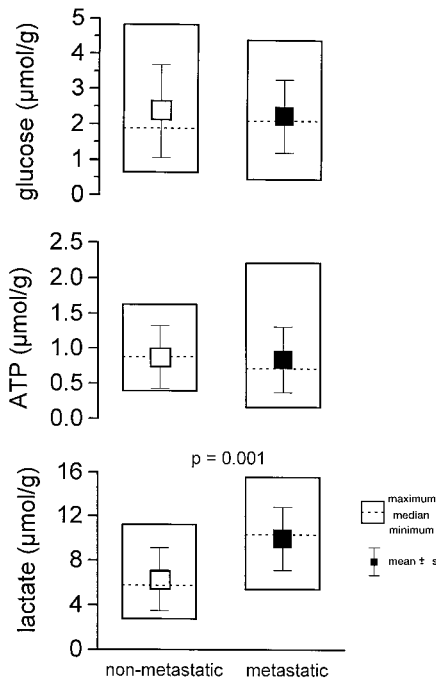 glucose (µmol/g)
5
4
3
2
1
0
ATP (µmol/g)
2.5
2.0
1.5
1.0
0.5
0.0
lactate (µmol/g)
16
12
8
4
0
p = 0.001
non-metastatic metastatic
maximum
median
minimum
mean ± s